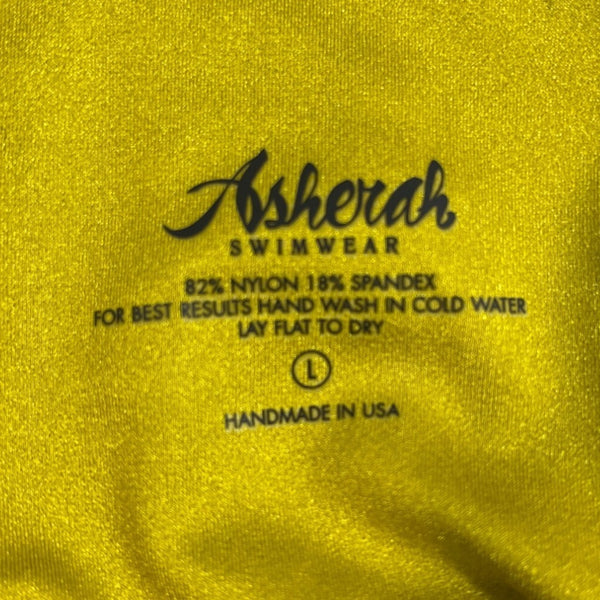 Asherah
SWIMWEAR
82% NYLON 18% SPANDEX
FOR BEST RESULTS HAND WASH IN COLD WATER
LAY FLAT TO DRY
L
HANDMADE IN USA